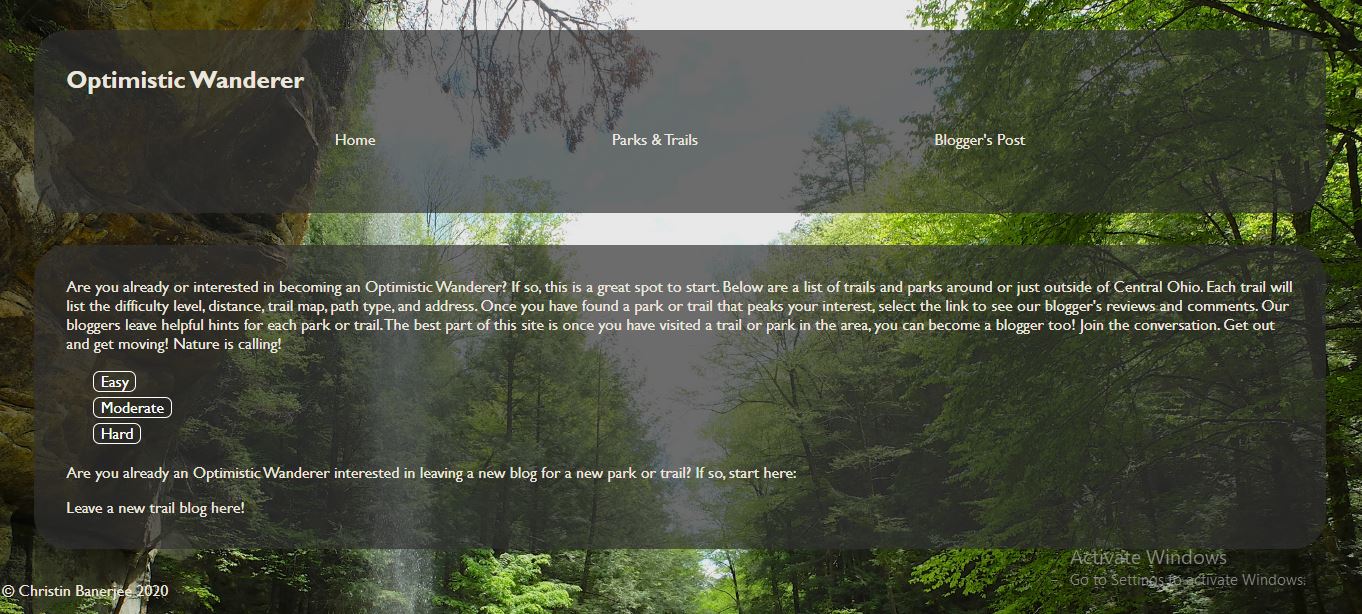 Optimistic Wanderer
Home Parks & Trails Blogger's Post
Are you already or interested in becoming an Optimistic Wanderer? If so, this is a great spot to start. Below are a list of trails and parks around or just outside of Central Ohio. Each trail will
list the difficulty level, distance, trail map, path type, and address. Once you have found a park or trail that peaks your interest, select the link to see our blogger's reviews and comments. Our
bloggers leave helpful hints for each park or trail. The best part of this site is once you have visited a trail or park in the area, you can become a blogger too! Join the conversation. Get out
and get moving! Nature is calling!
Easy
Moderate
Hard
Are you already an Optimistic Wanderer interested in leaving a new blog for a new park or trail? If so, start here:
Leave a new trail blog here!
Activate Windows
Go to Settings to activate Windows.
© Christin Banerjee 2020